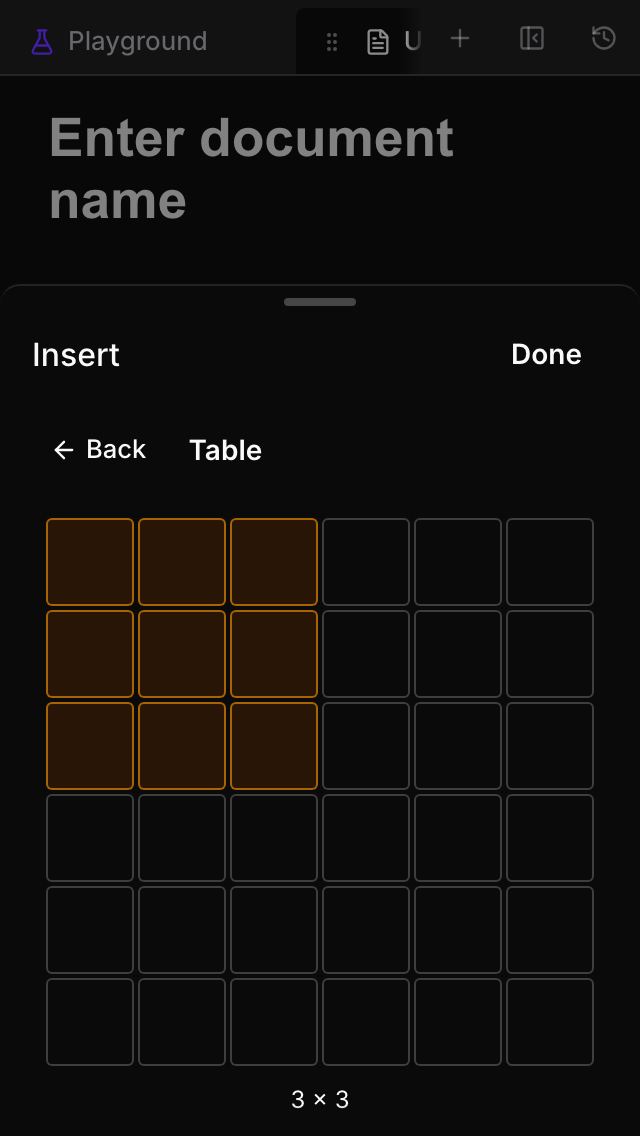 Playground
U
Enter document
name
Insert
Done
Back
Table
3 × 3